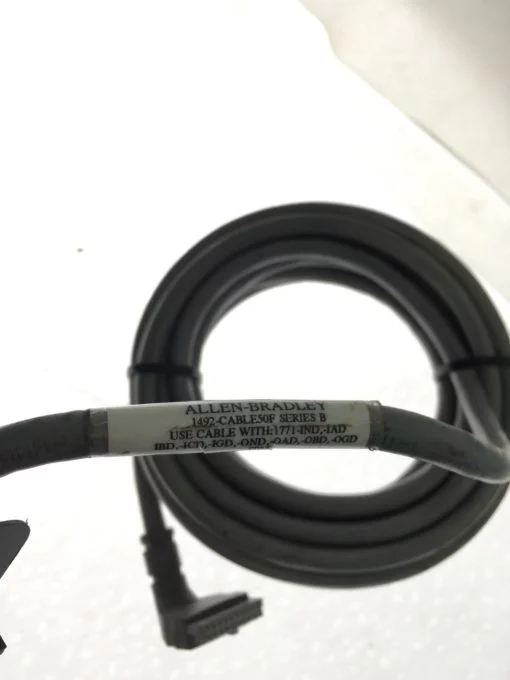 ALLEN-BRADLEY
1492-CABLE50F SERIES B
USE CABLE WITH:1771-IND,-IAD
IBD,-ICD,-IGD,-OND,-OAD,-OBD,-OGD